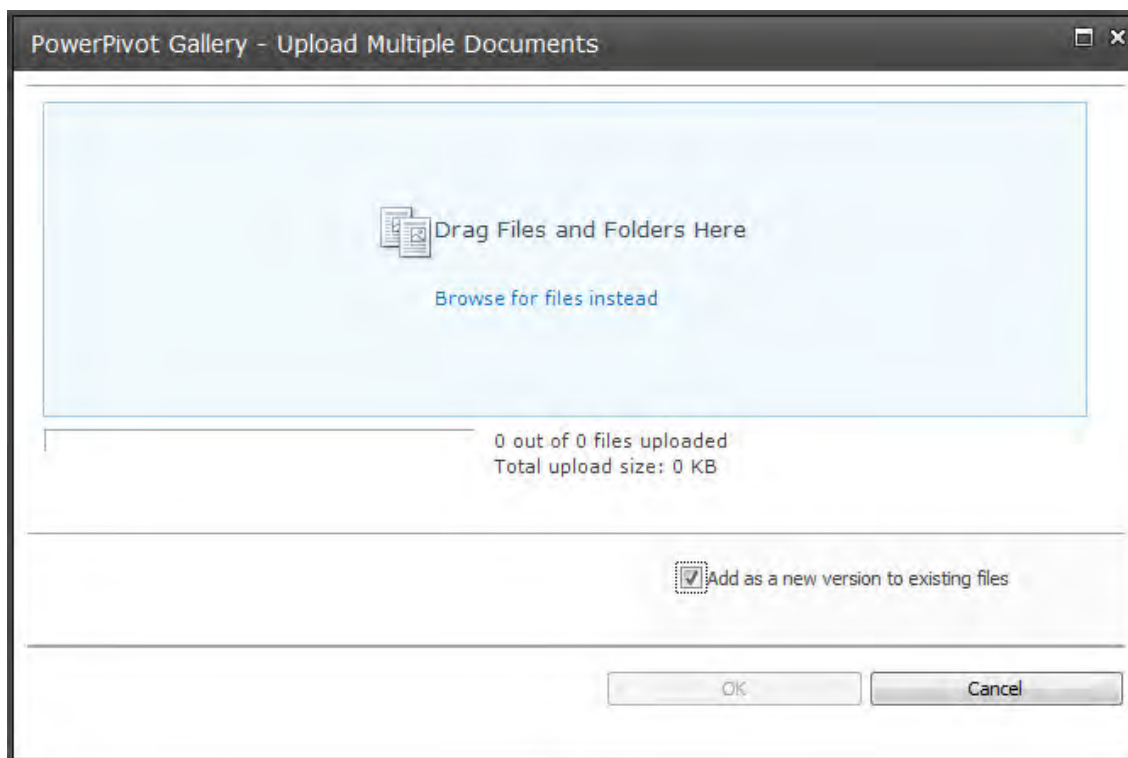 PowerPivot Gallery - Upload Multiple Documents
Drag Files and Folders Here
Browse for files instead
0 out of 0 files uploaded
Total upload size: 0 KB
Add as a new version to existing files
OK
Cancel